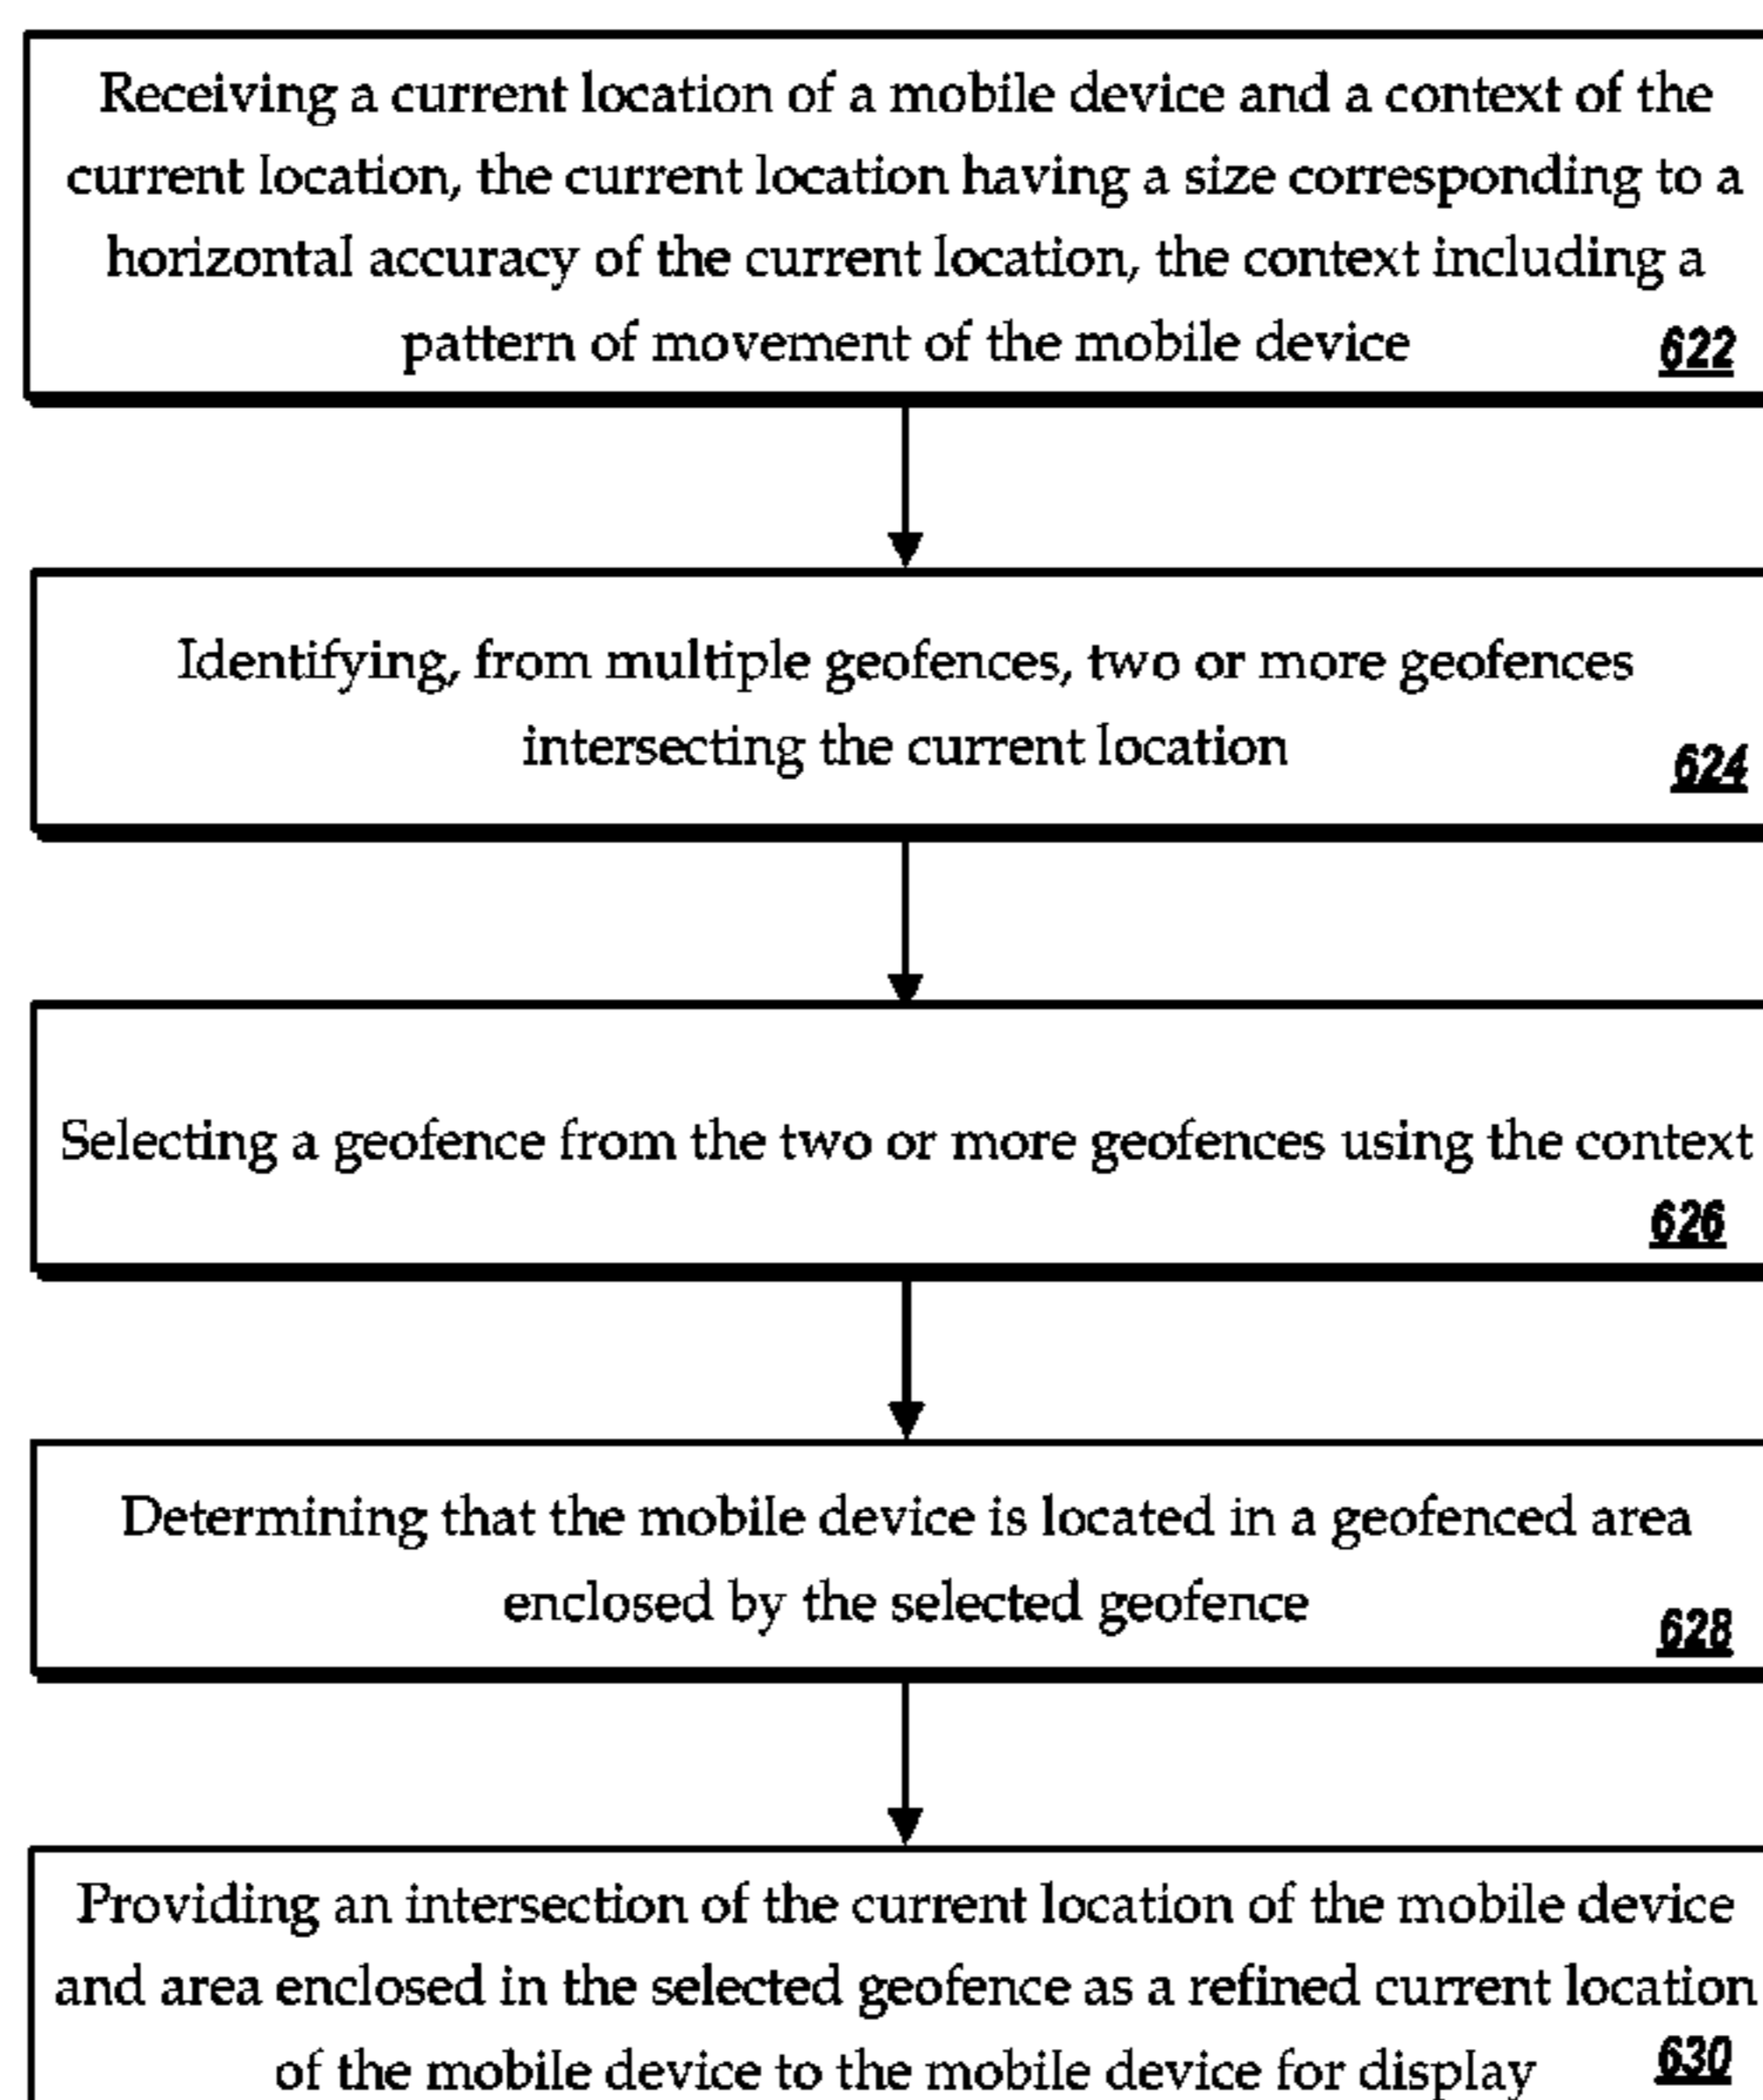 Receiving a current location of a mobile device and a context of the
current location, the current location having a size corresponding to a
horizontal accuracy of the current location, the context including a
pattern of movement of the mobile device 622
Identifying, from multiple geofences, two or more geofences
intersecting the current location 624
Selecting a geofence from the two or more geofences using the context
626
Determining that the mobile device is located in a geofenced area
enclosed by the selected geofence 628
Providing an intersection of the current location of the mobile device
and area enclosed in the selected geofence as a refined current location
of the mobile device to the mobile device for display 630